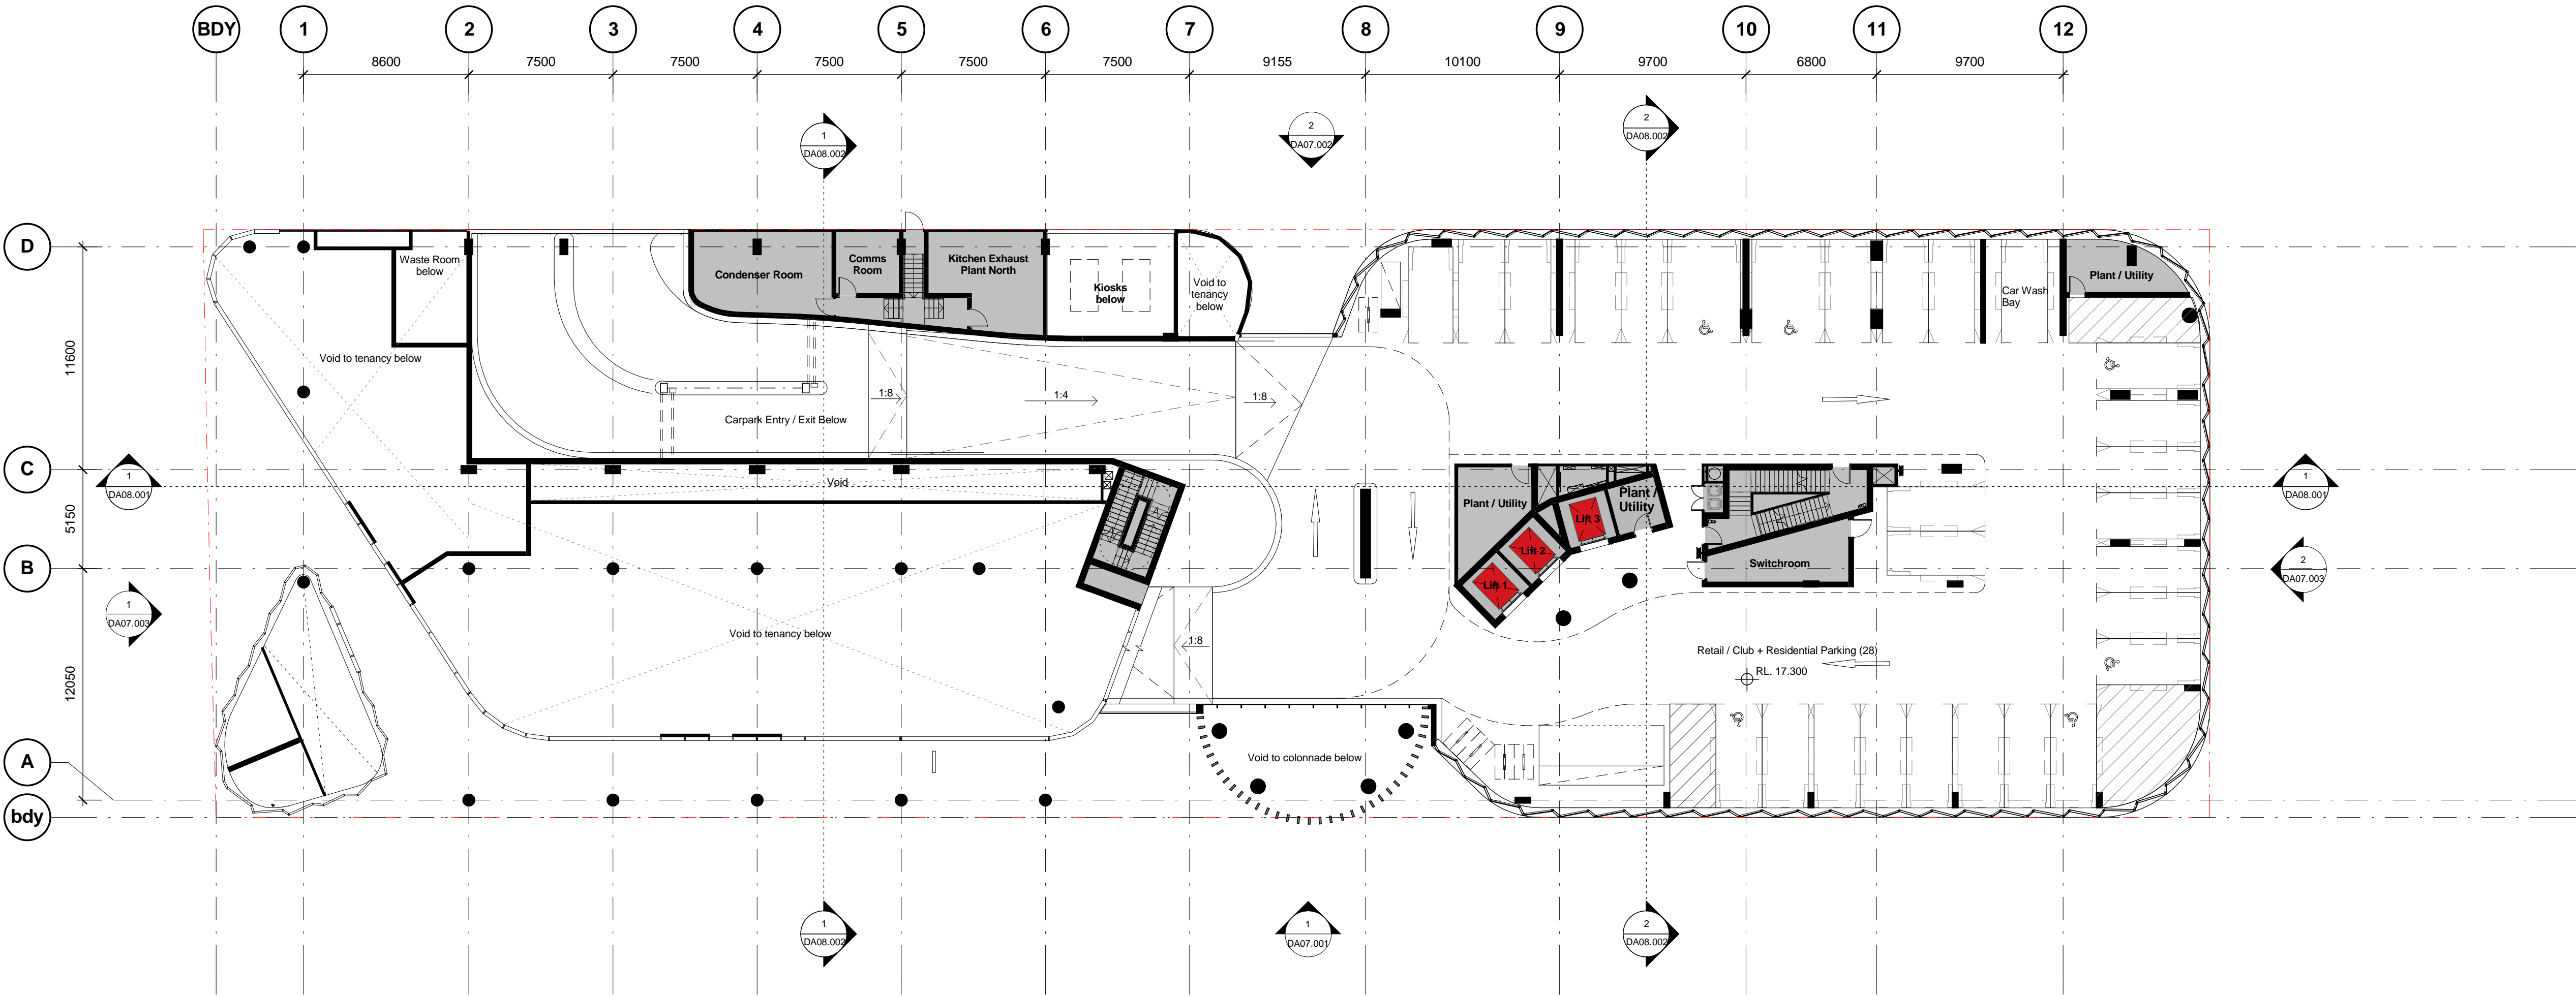 BDY 1 2 3 4 5 6 7 8 9 10 11 12
8600 7500 7500 7500 7500 7500 9155 10100 9700 6800 9700
1
DA08.002
2
DA07.002
2
DA08.002
D
C
B
A
bdy
11600
5150
12050
Waste Room
below
Condenser Room
Comms
Room
Kitchen Exhaust
Plant North
Kiosks
below
Void to
tenancy
below
Car Wash
Bay
Plant / Utility
Void to tenancy below
1:8
1:4
1:8
Carpark Entry / Exit Below
1
DA08.001
Void
Plant / Utility
Plant /
Utility
Lift 3
Lift 2
Lift 1
Switchroom
1
DA08.001
2
DA07.003
1
DA07.003
Void to tenancy below
1:8
Retail / Club + Residential Parking (28)
RL. 17.300
Void to colonnade below
1
DA08.002
1
DA07.001
2
DA08.002